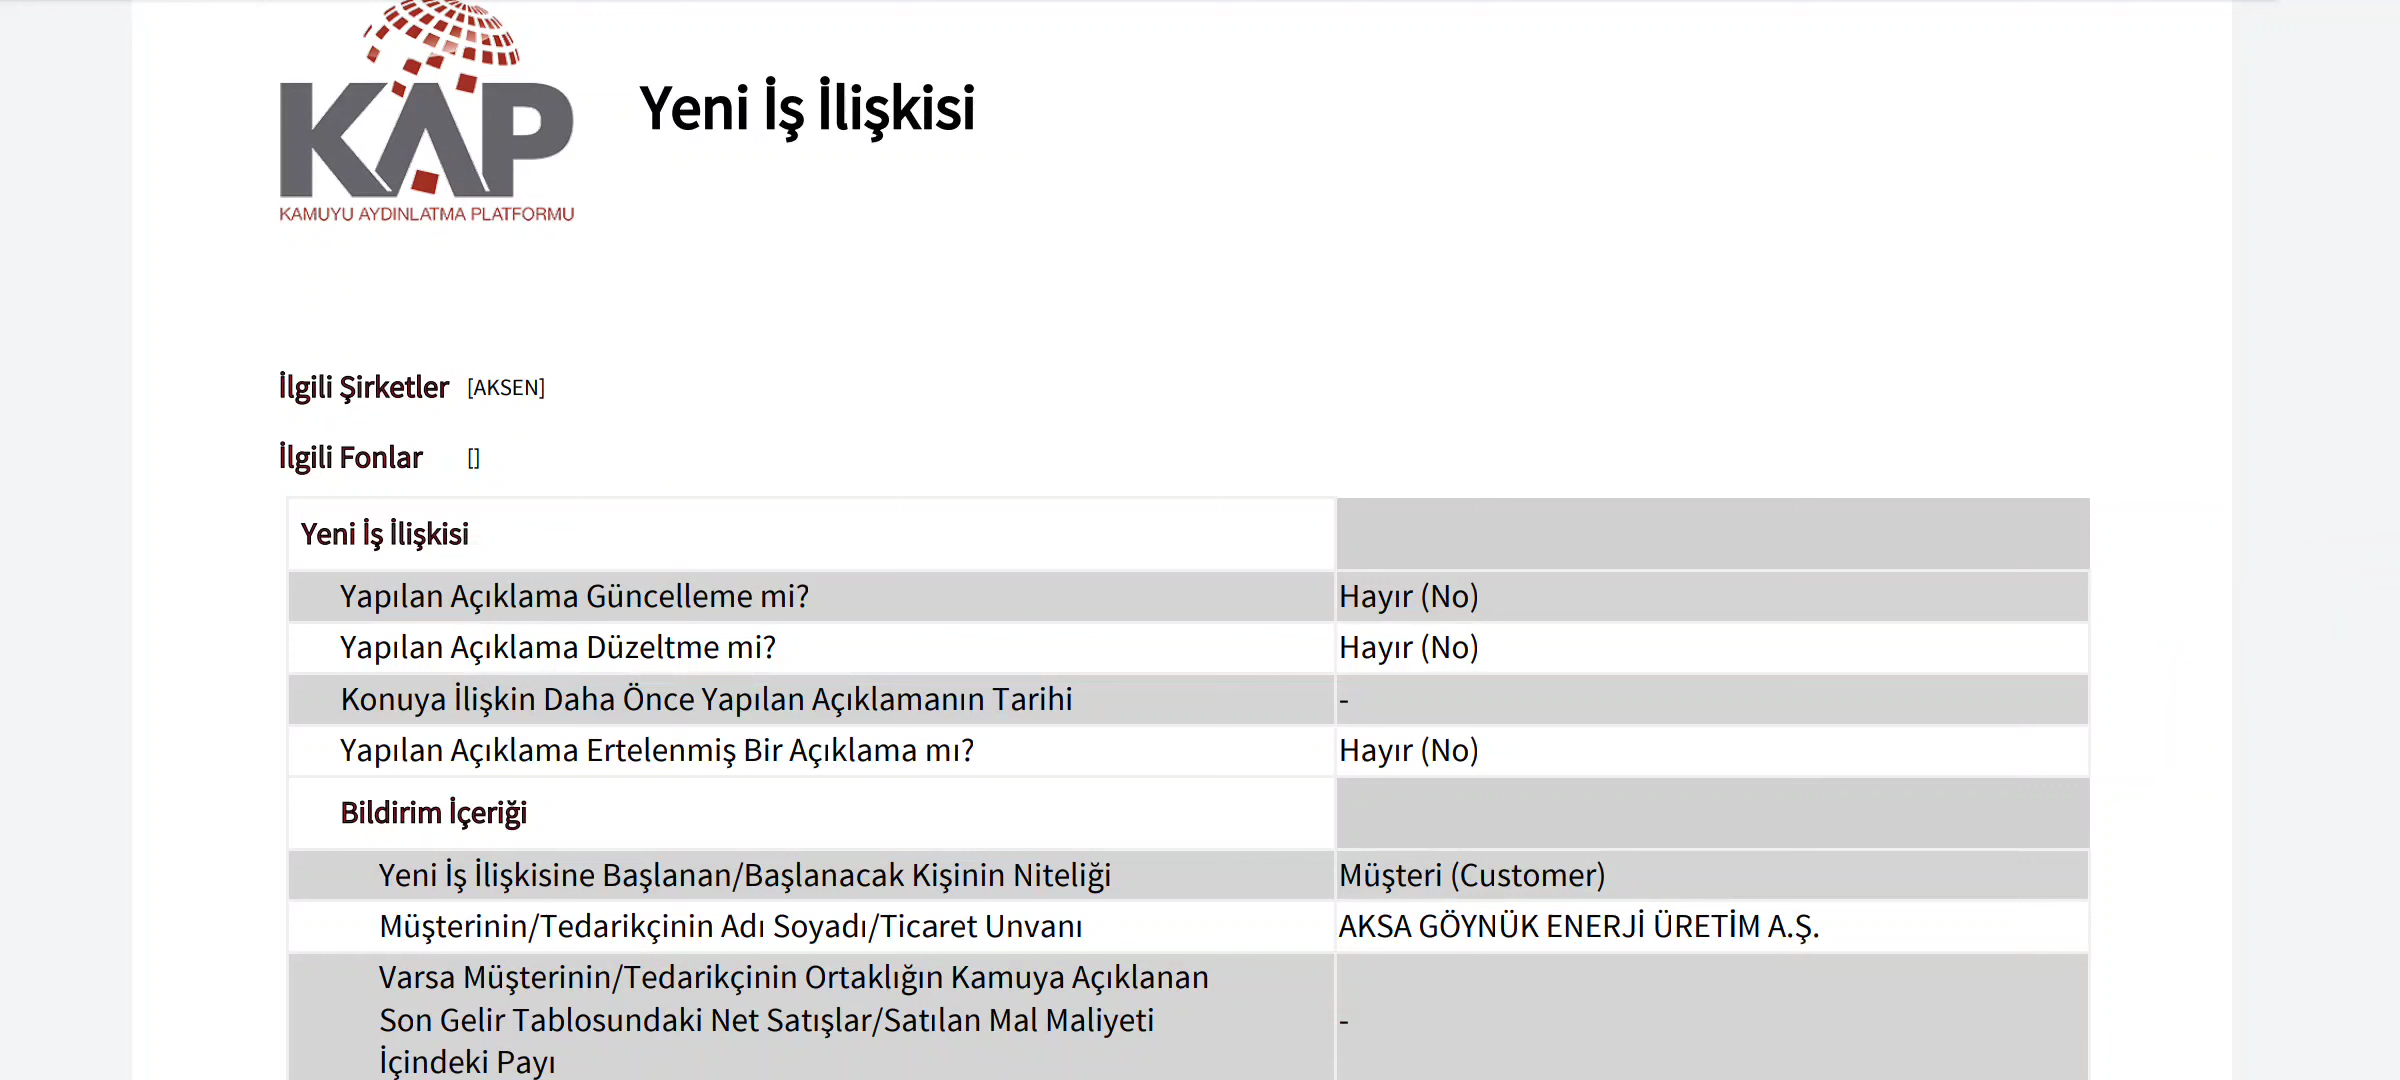 KAP
KAMUYU AYDINLATMA PLATFORMU
Yeni İş İlişkisi
İlgili Şirketler [AKSEN]
İlgili Fonlar []
Yeni İş İlişkisi
Yapılan Açıklama Güncelleme mi? Hayır (No)
Yapılan Açıklama Düzeltme mi? Hayır (No)
Konuya İlişkin Daha Önce Yapılan Açıklamanın Tarihi -
Yapılan Açıklama Ertelenmiş Bir Açıklama mı? Hayır (No)
Bildirim İçeriği
Yeni İş İlişkisine Başlanan/Başlanacak Kişinin Niteliği Müşteri (Customer)
Müşterinin/Tedarikçinin Adı Soyadı/Ticaret Unvanı AKSA GÖYNÜK ENERJİ ÜRETİM A.Ş.
Varsa Müşterinin/Tedarikçinin Ortaklığın Kamuya Açıklanan
Son Gelir Tablosundaki Net Satışlar/Satılan Mal Maliyeti -
İçindeki Payı